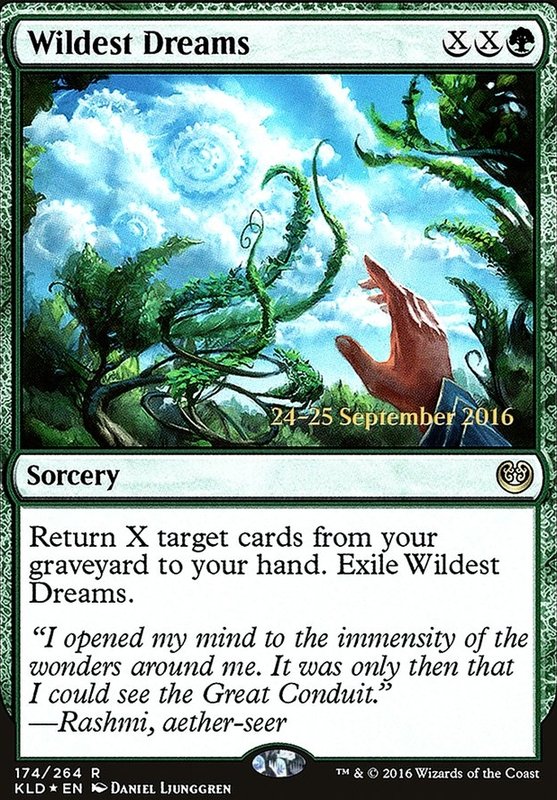 Wildest Dreams XX
24-25 September 2016
Sorcery
Return X target cards from your
graveyard to your hand. Exile Wildest
Dreams.
“I opened my mind to the immensity of the
wonders around me. It was only then that
I could see the Great Conduit.”
—Rashmi, aether-seer
174/264 R
KLD ★ EN Daniel Ljunggren
™ & © 2016 Wizards of the Coast